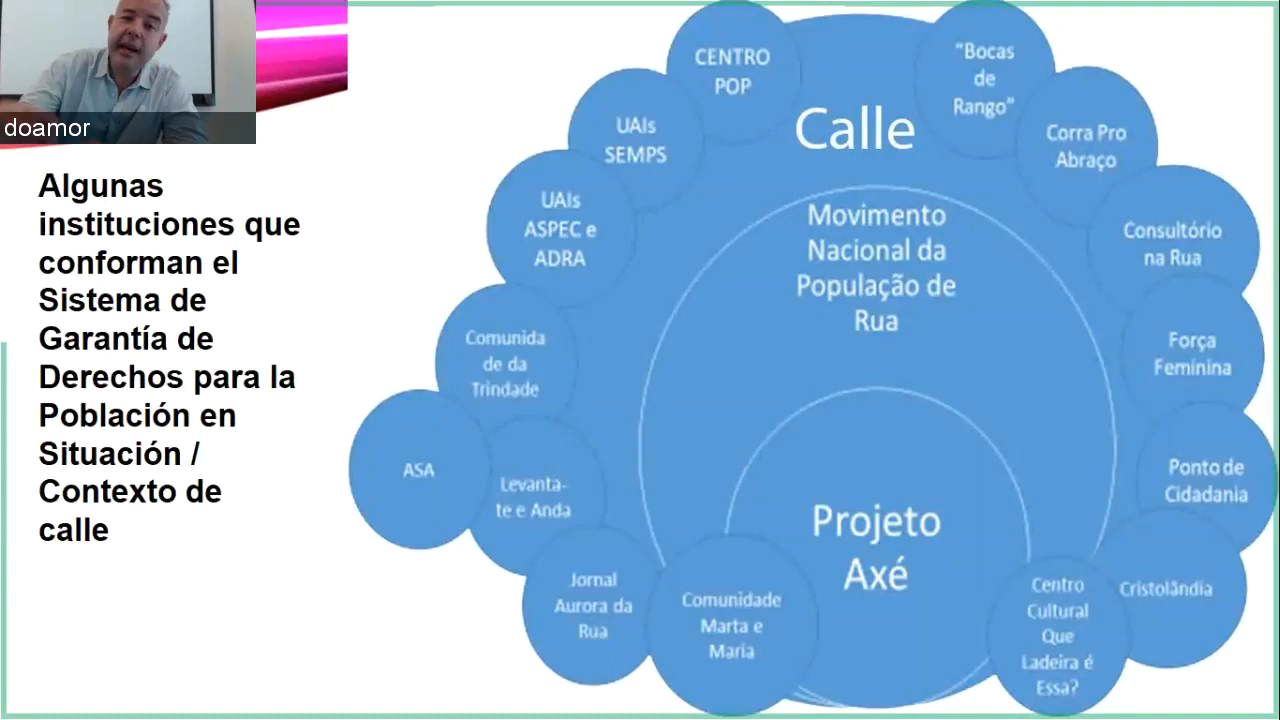 doamor
Algunas
instituciones que
conforman el
Sistema de
Garantía de
Derechos para la
Población en
Situación /
Contexto de
calle
Calle
Movimento
Nacional da
População de
Rua
Projeto
Axé
CENTRO
POP
UAIs
SEMPS
UAIs
ASPEC e
ADRA
Comunida
de da
Trindade
ASA
Levanta-
te e Anda
Jornal
Aurora da
Rua
Comunidade
Marta e
Maria
"Bocas
de
Rango"
Corra Pro
Abraço
Consultório
na Rua
Força
Feminina
Ponto de
Cidadania
Cristolândia
Centro
Cultural
Que
Ladeira é
Essa?